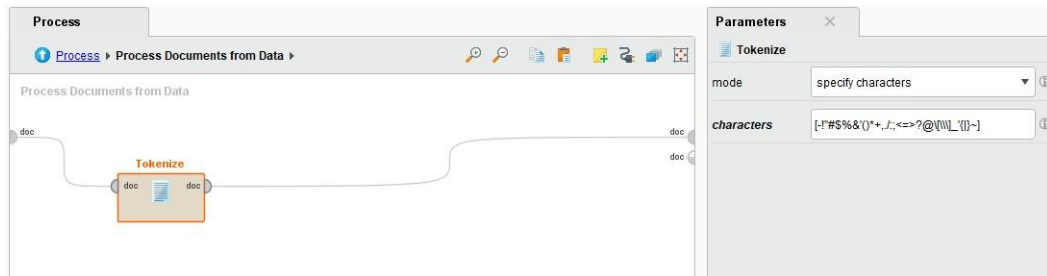 Process
Process ▸ Process Documents from Data ▸
Process Documents from Data
doc
doc
doc
Tokenize
doc
doc
Parameters
Tokenize
mode
specify characters
characters
[-!"#$%&'()*+,./:;<=>?@\[\\\]_'{|}~]